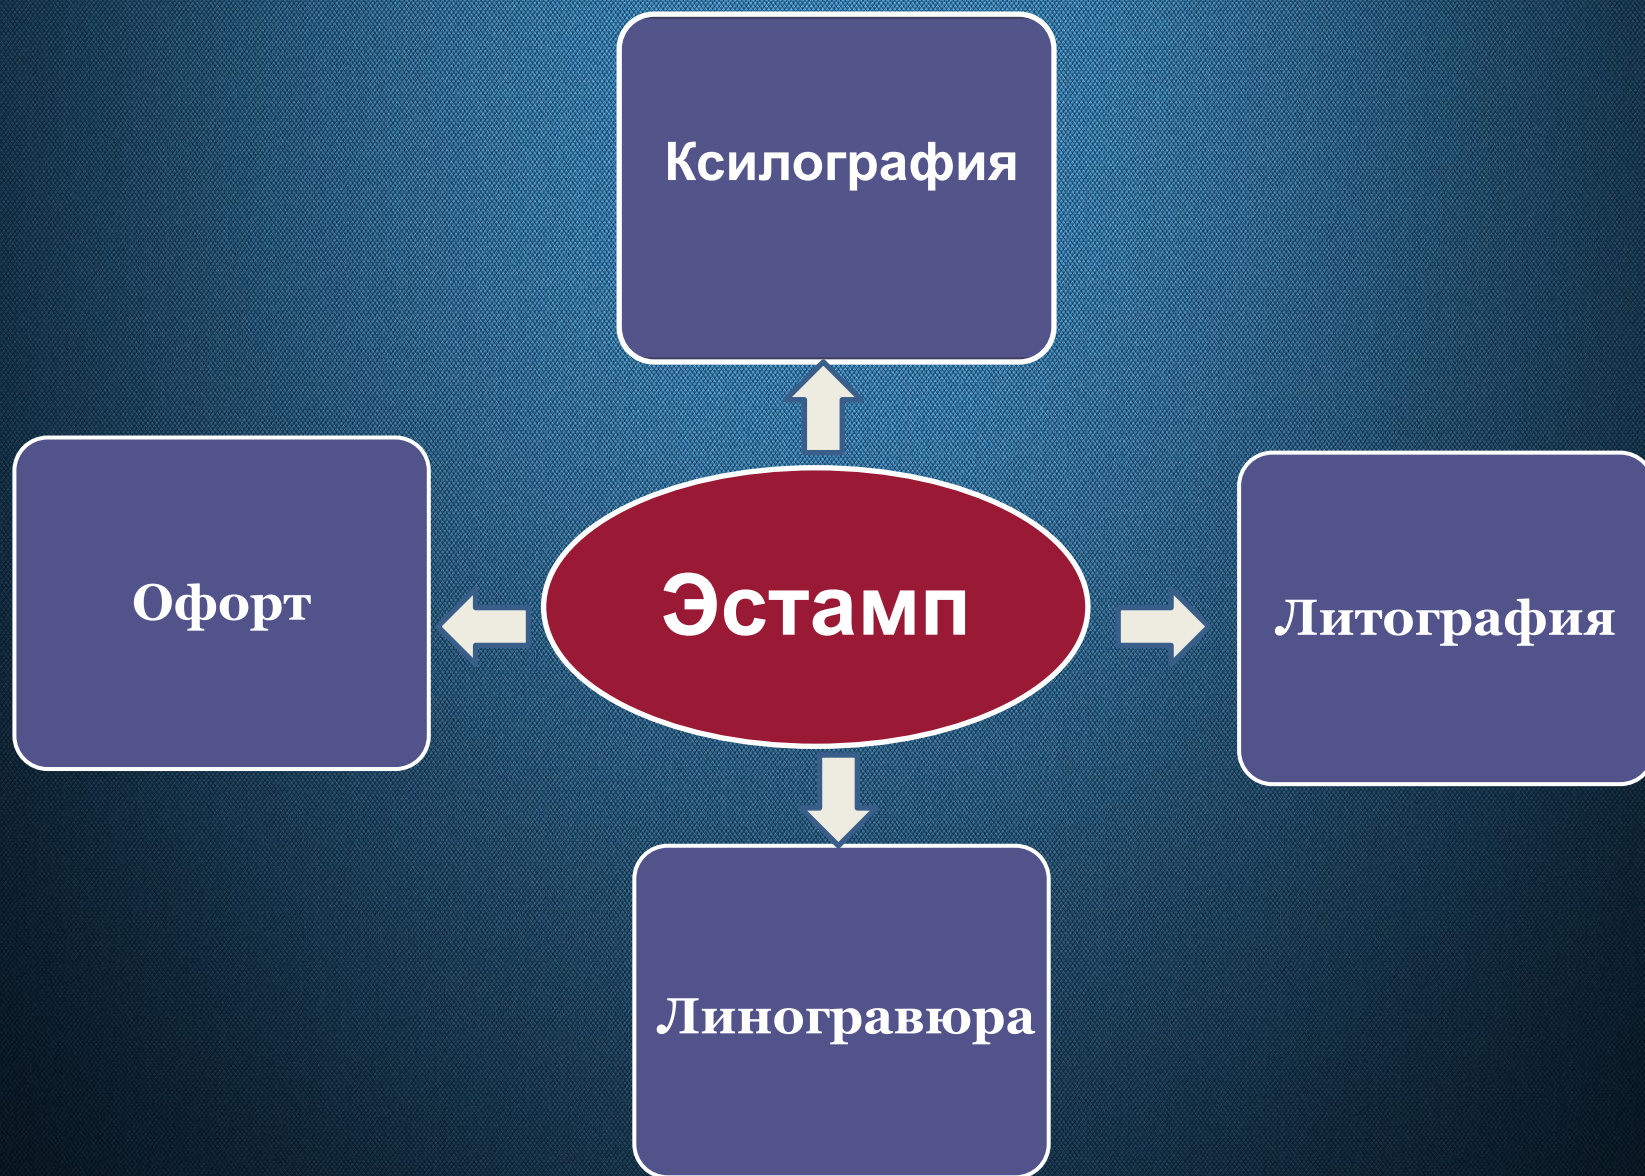 Ксилография
Офорт
Эстамп
Литография
Линогравюра